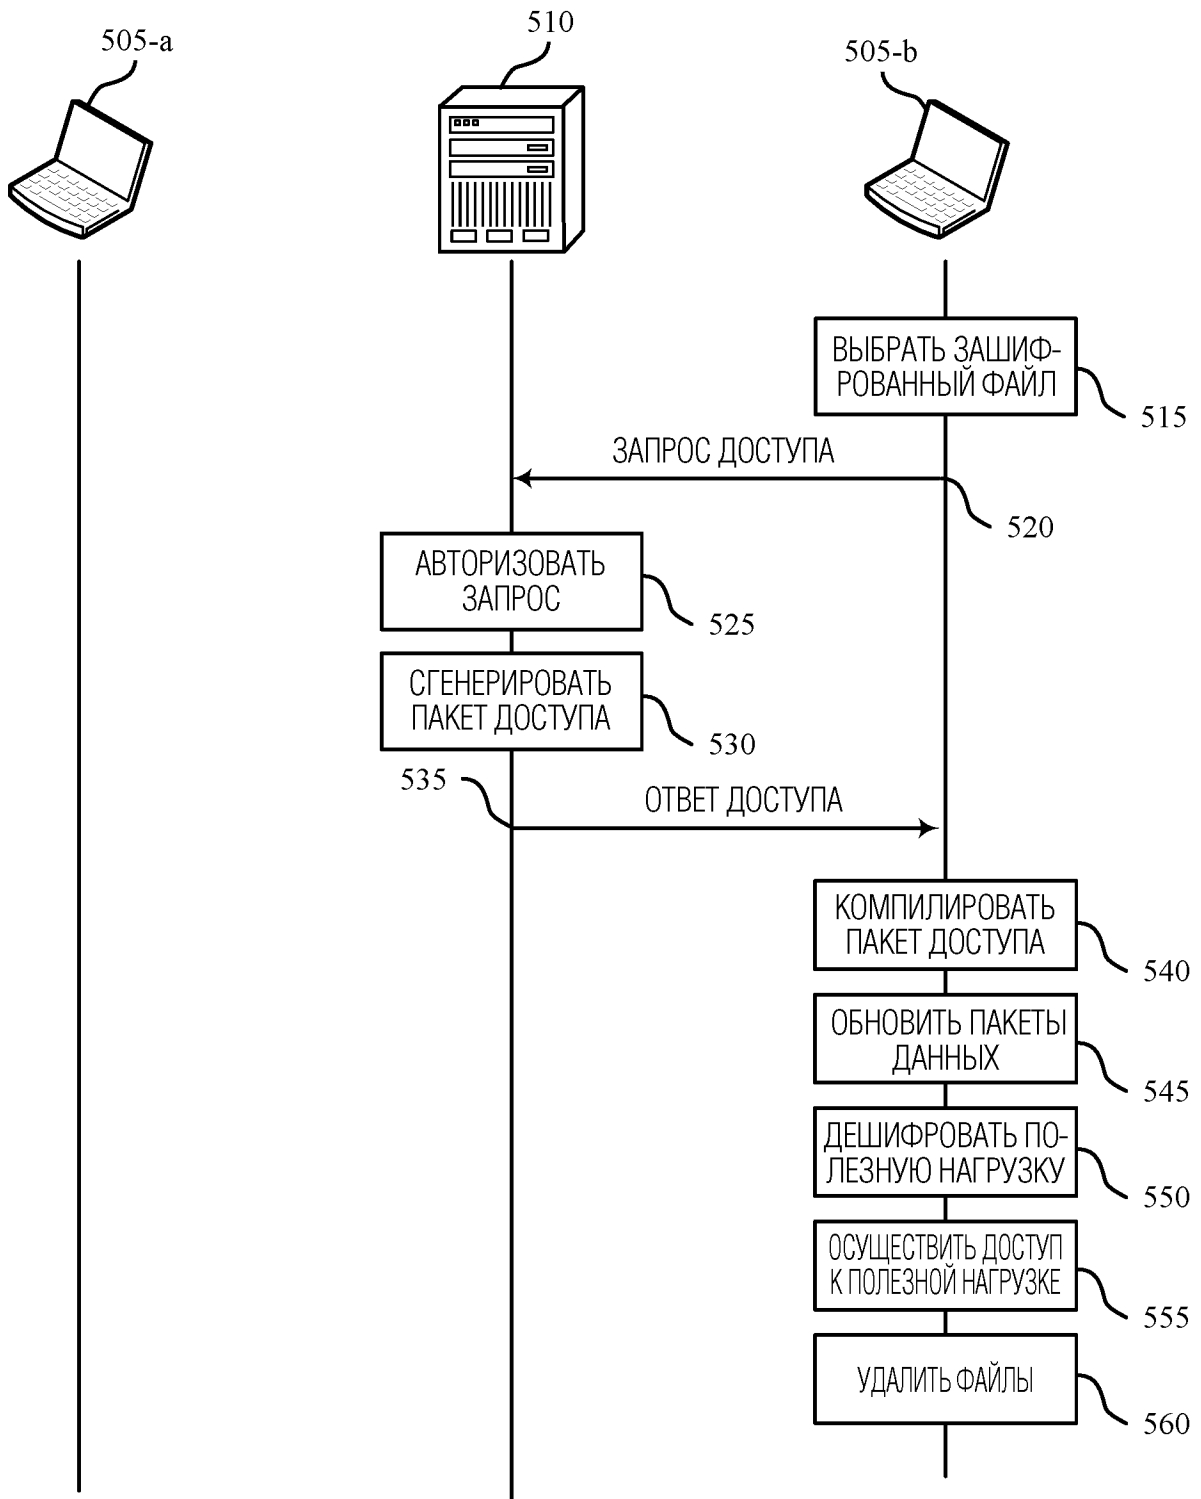 505-a
510
505-b
ВЫБРАТЬ ЗАШИФ-
РОВАННЫЙ ФАЙЛ
515
ЗАПРОС ДОСТУПА
520
АВТОРИЗОВАТЬ
ЗАПРОС
525
СГЕНЕРИРОВАТЬ
ПАКЕТ ДОСТУПА
530
535
ОТВЕТ ДОСТУПА
КОМПИЛИРОВАТЬ
ПАКЕТ ДОСТУПА
540
ОБНОВИТЬ ПАКЕТЫ
ДАННЫХ
545
ДЕШИФРОВАТЬ ПО-
ЛЕЗНУЮ НАГРУЗКУ
550
ОСУЩЕСТВИТЬ ДОСТУП
К ПОЛЕЗНОЙ НАГРУЗКЕ
555
УДАЛИТЬ ФАЙЛЫ
560